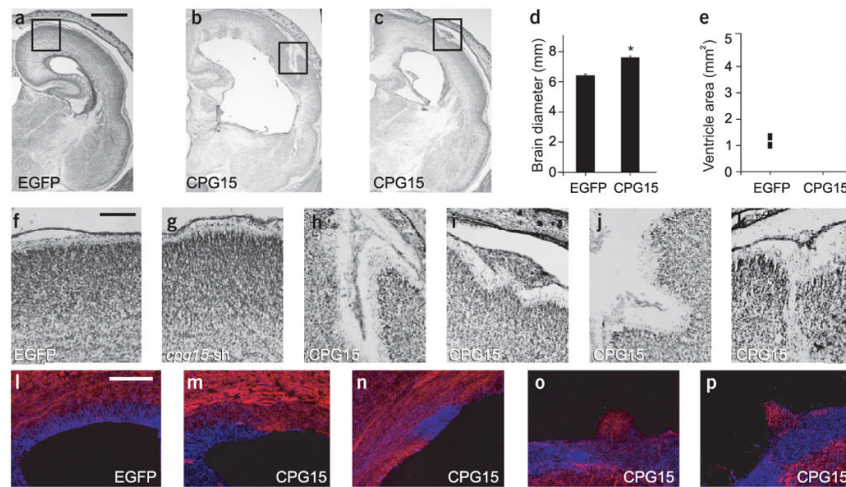 a
EGFP
b
CPG15
c
CPG15
d
Brain diameter (mm)
8
6
4
2
0
*
EGFP CPG15
e
Ventricle area (mm²)
5
4
3
2
1
0
EGFP CPG15
f
EGFP
g
cpg15-sh
h
CPG15
i
CPG15
j
CPG15
k
CPG15
l
EGFP
m
CPG15
n
CPG15
o
CPG15
p
CPG15